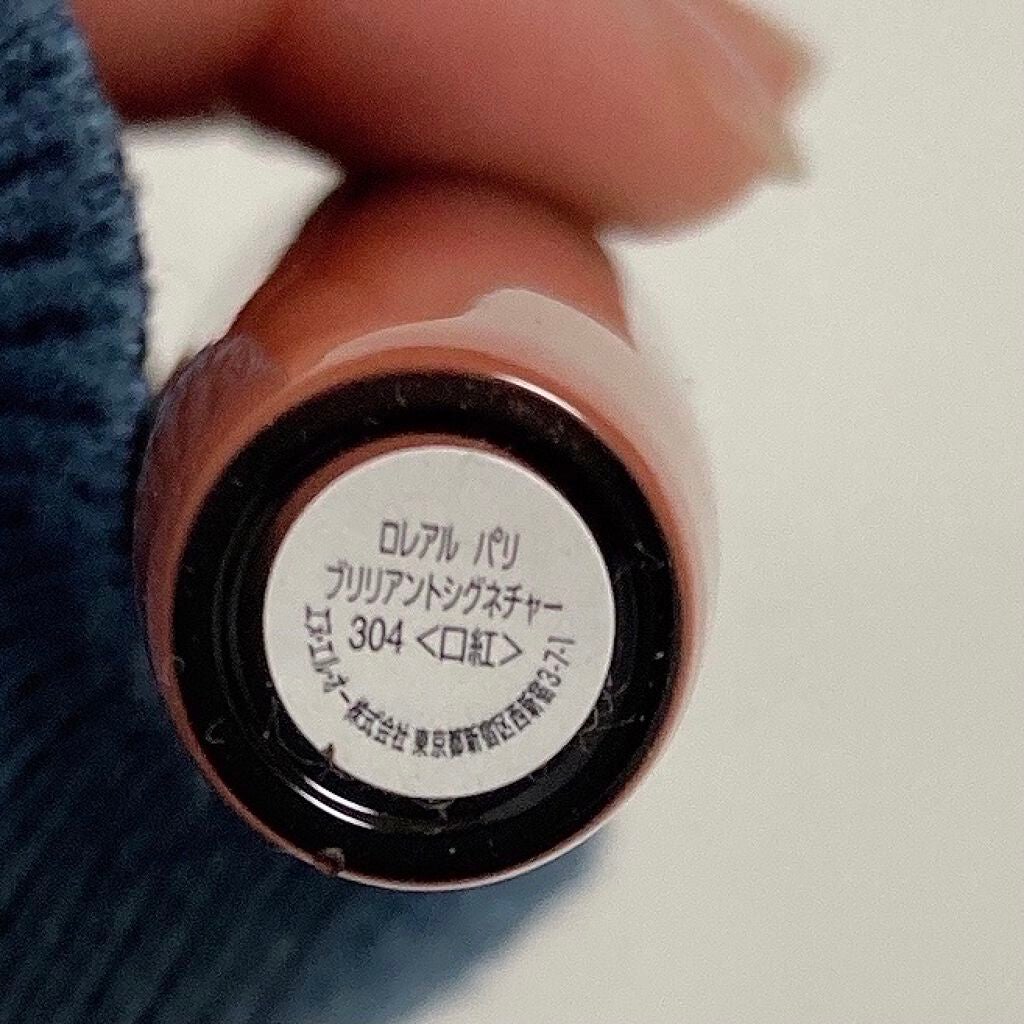 ロレアル パリ
ブリリアントシグネチャー
304 <口紅>
エヌ・エル・オー株式会社 東京都新宿区西新宿3-7-1